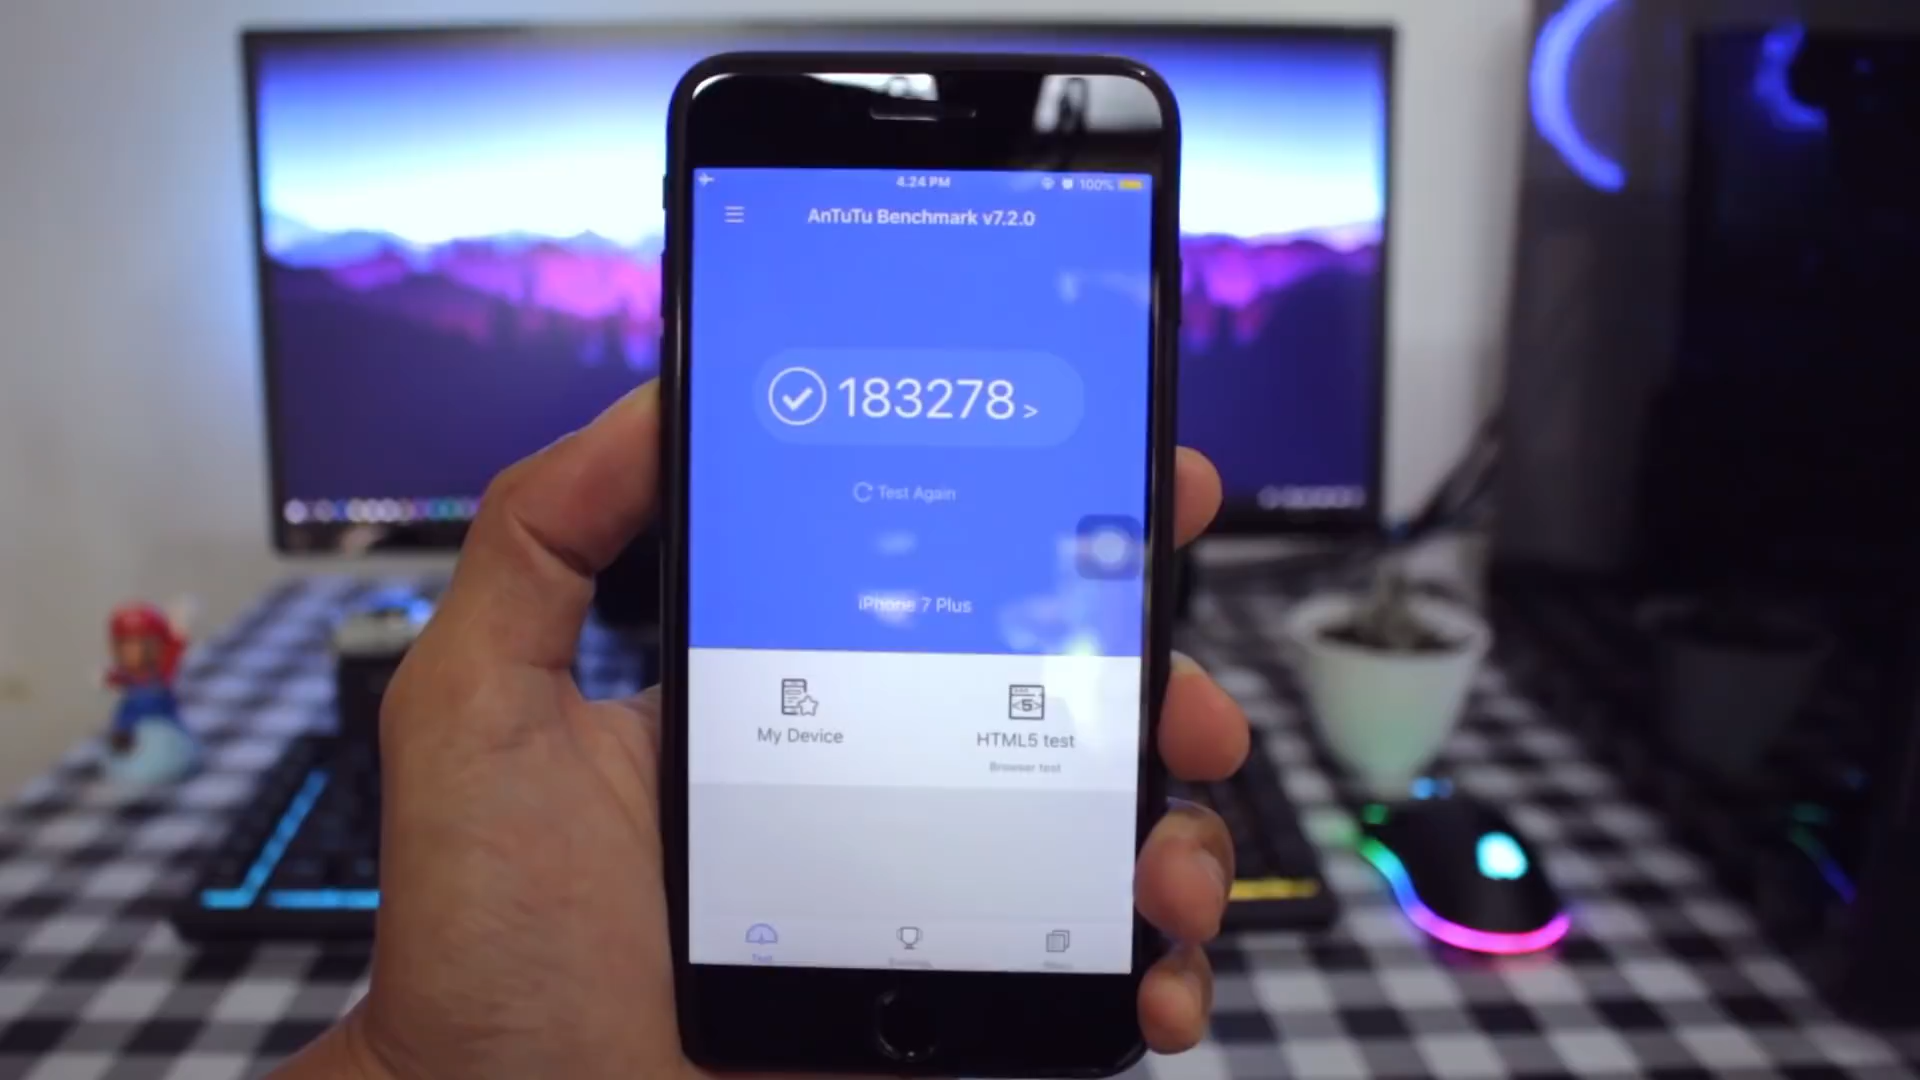 4.24 PM
100%
AnTuTu Benchmark v7.2.0
183278 >
Test Again
iPhone 7 Plus
My Device
HTML5 test
Browser test
Test